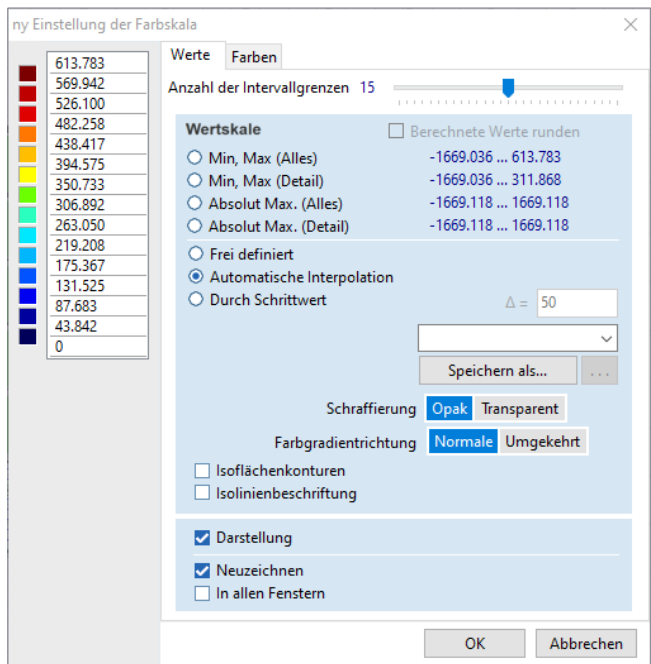 ny Einstellung der Farbskala
613.783
569.942
526.100
482.258
438.417
394.575
350.733
306.892
263.050
219.208
175.367
131.525
87.683
43.842
0
Werte Farben
Anzahl der Intervallgrenzen 15
Wertskale Berechnete Werte runden
Min, Max (Alles) -1669.036 ... 613.783
Min, Max (Detail) -1669.036 ... 311.868
Absolut Max. (Alles) -1669.118 ... 1669.118
Absolut Max. (Detail) -1669.118 ... 1669.118
Frei definiert
Automatische Interpolation
Durch Schrittwert Δ = 50
Speichern als... ...
Schraffierung Opak Transparent
Farbgradientrichtung Normale Umgekehrt
Isoflächenkonturen
Isolinienbeschriftung
Darstellung
Neuzeichnen
In allen Fenstern
OK Abbrechen